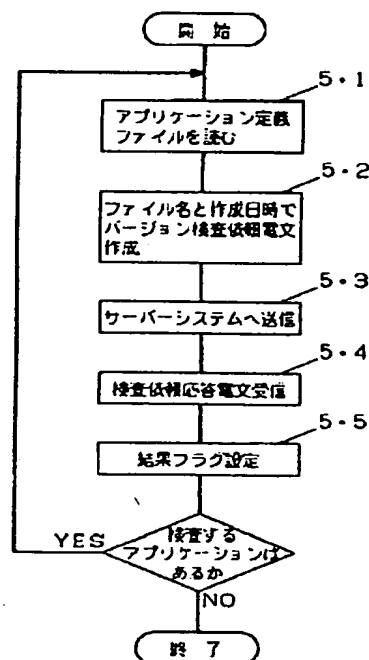 開始
5・1
アプリケーション定義
ファイルを読む
5・2
ファイル名と作成日時で
バージョン検査依頼電文
作成
5・3
サーバーシステムへ送信
5・4
検査依頼応答電文受信
5・5
結果フラグ設定
検査する
アプリケーションは
あるか
YES
NO
終了